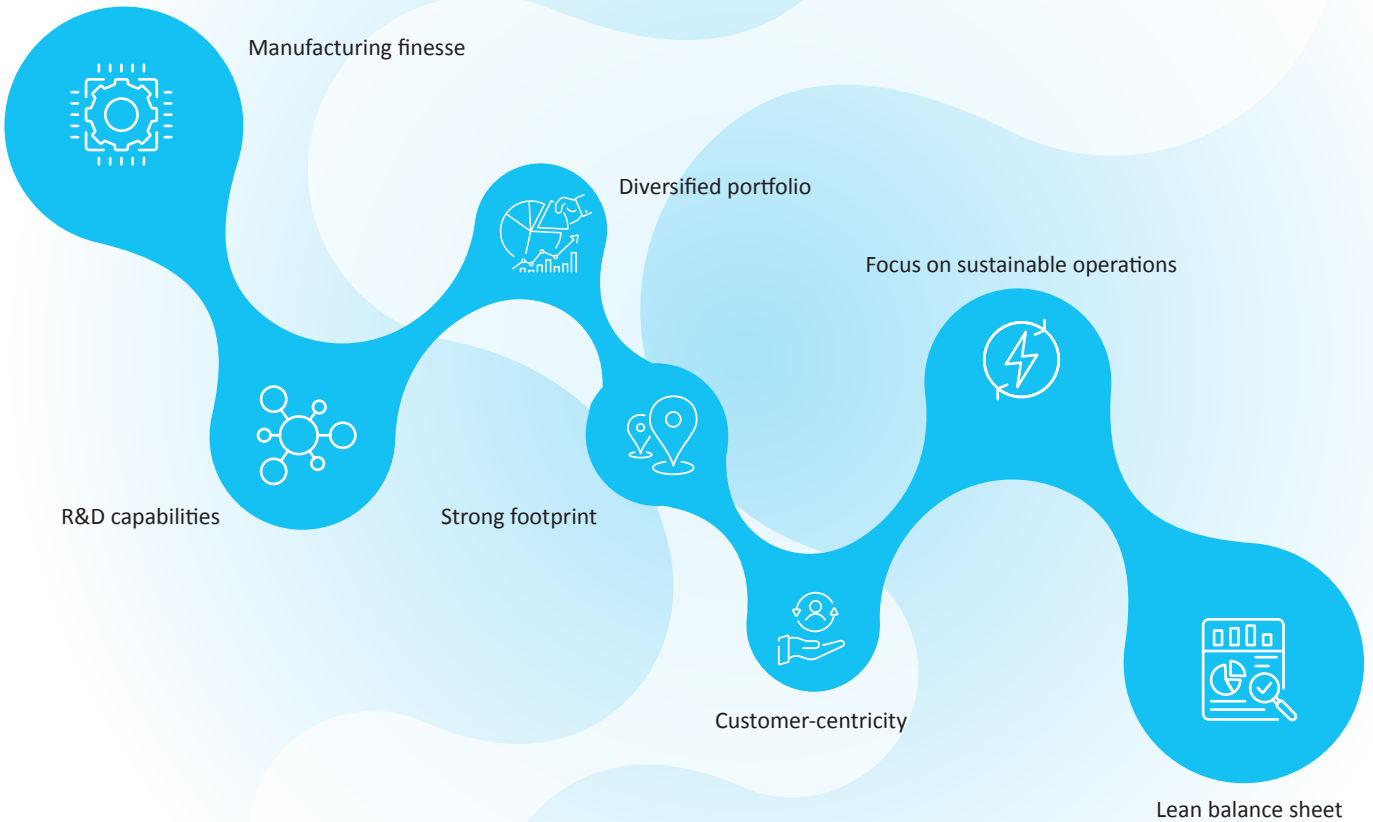 Manufacturing finesse
Diversified portfolio
Focus on sustainable operations
R&D capabilities
Strong footprint
Customer-centricity
Lean balance sheet